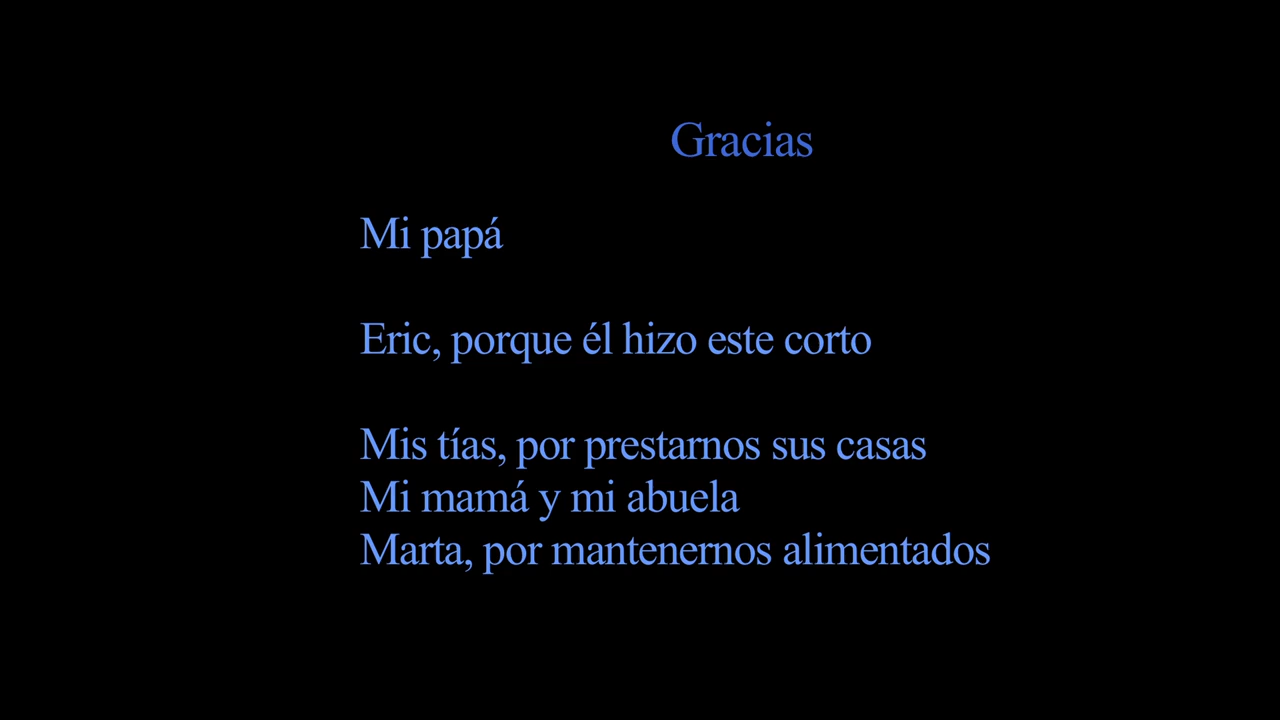 Gracias
Mi papá
Eric, porque él hizo este corto
Mis tías, por prestarnos sus casas
Mi mamá y mi abuela
Marta, por mantenernos alimentados